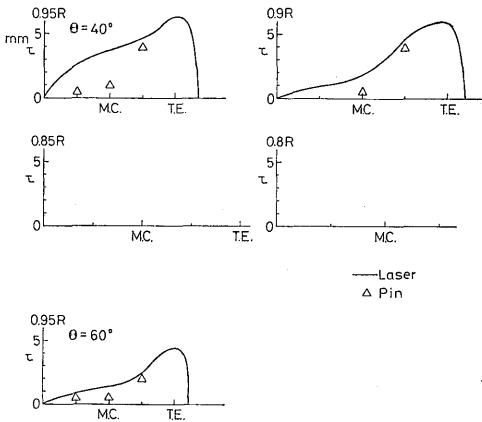 0.95R
mm
τ
5
0
Θ = 40°
M.C.
T.E.
0.9R
τ
5
0
M.C.
T.E.
0.85R
5
τ
0
M.C.
T.E.
0.8R
5
τ
0
M.C.
Laser
Pin
0.95R
5
τ
0
Θ = 60°
M.C.
T.E.